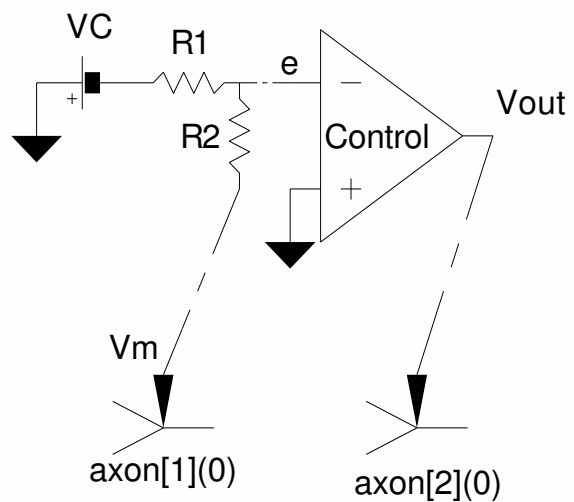 VC
R1
e
−
Vout
+
R2
Control
+
Vm
axon[1](0)
axon[2](0)